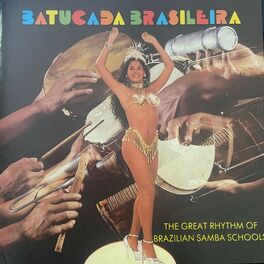 BATUCADA BRASILEIRA
THE GREAT RHYTHM OF
BRAZILIAN SAMBA SCHOOLS